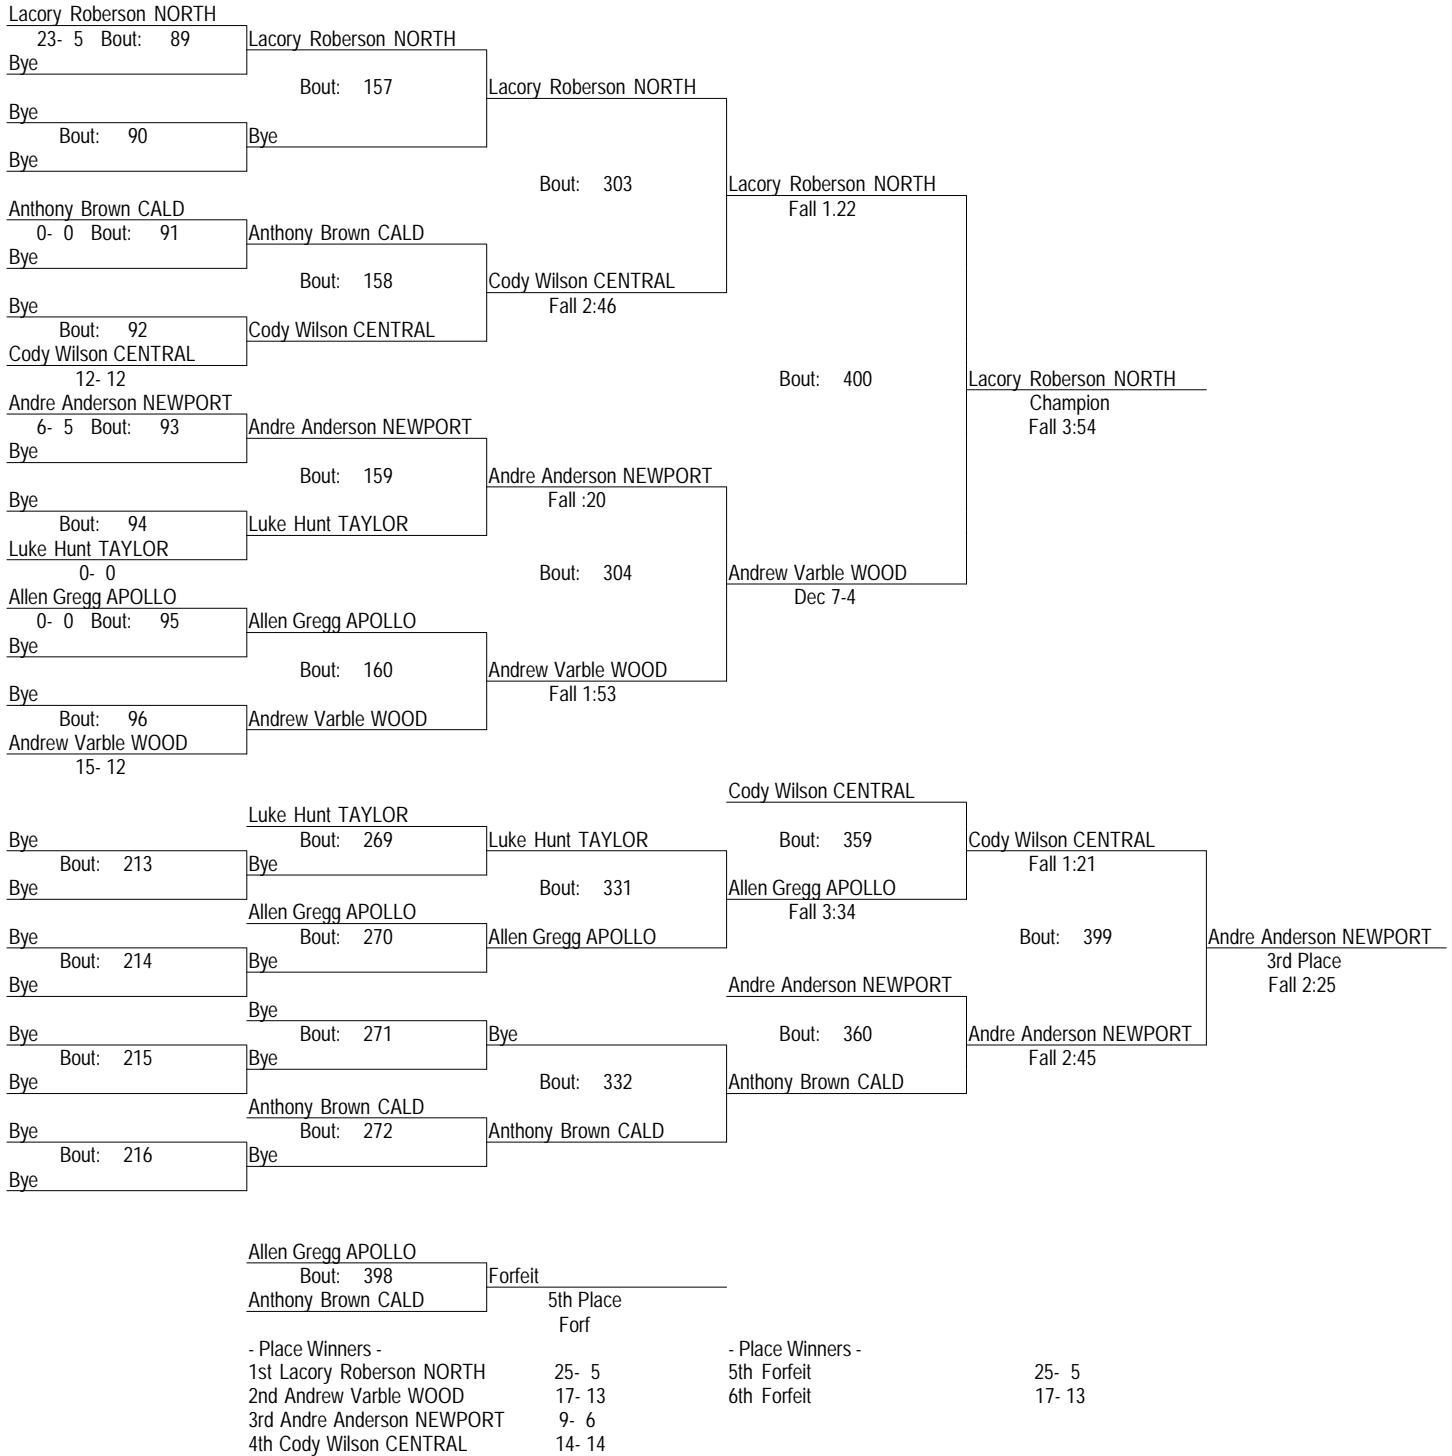 Lacory Roberson NORTH
23- 5 Bout: 89 Lacory Roberson NORTH
Bye
Bout: 157 Lacory Roberson NORTH
Bye
Bout: 90 Bye
Bye
Bout: 303 Lacory Roberson NORTH
Anthony Brown CALD Fall 1.22
0- 0 Bout: 91 Anthony Brown CALD
Bye
Bout: 158 Cody Wilson CENTRAL
Bye Fall 2:46
Bout: 92 Cody Wilson CENTRAL
Cody Wilson CENTRAL
12- 12 Bout: 400 Lacory Roberson NORTH
Andre Anderson NEWPORT Champion
6- 5 Bout: 93 Andre Anderson NEWPORT Fall 3:54
Bye
Bout: 159 Andre Anderson NEWPORT
Bye Fall :20
Bout: 94 Luke Hunt TAYLOR
Luke Hunt TAYLOR
0- 0 Bout: 304 Andrew Varble WOOD
Allen Gregg APOLLO Dec 7-4
0- 0 Bout: 95 Allen Gregg APOLLO
Bye
Bout: 160 Andrew Varble WOOD
Bye Fall 1:53
Bout: 96 Andrew Varble WOOD
Andrew Varble WOOD
15- 12
Cody Wilson CENTRAL
Luke Hunt TAYLOR
Bye Bout: 269 Luke Hunt TAYLOR Bout: 359 Cody Wilson CENTRAL
Bout: 213 Bye Fall 1:21
Bye Bout: 331 Allen Gregg APOLLO
Allen Gregg APOLLO Fall 3:34
Bye Bout: 270 Allen Gregg APOLLO Bout: 399 Andre Anderson NEWPORT
Bout: 214 Bye 3rd Place
Bye Andre Anderson NEWPORT Fall 2:25
Bye
Bye Bout: 271 Bye Bout: 360 Andre Anderson NEWPORT
Bout: 215 Bye Fall 2:45
Bye Bout: 332 Anthony Brown CALD
Anthony Brown CALD
Bye Bout: 272 Anthony Brown CALD
Bout: 216 Bye
Bye
Allen Gregg APOLLO
Bout: 398 Forfeit
Anthony Brown CALD 5th Place
Forf
- Place Winners - - Place Winners -
1st Lacory Roberson NORTH 25- 5 5th Forfeit 25- 5
2nd Andrew Varble WOOD 17- 13 6th Forfeit 17- 13
3rd Andre Anderson NEWPORT 9- 6
4th Cody Wilson CENTRAL 14- 14